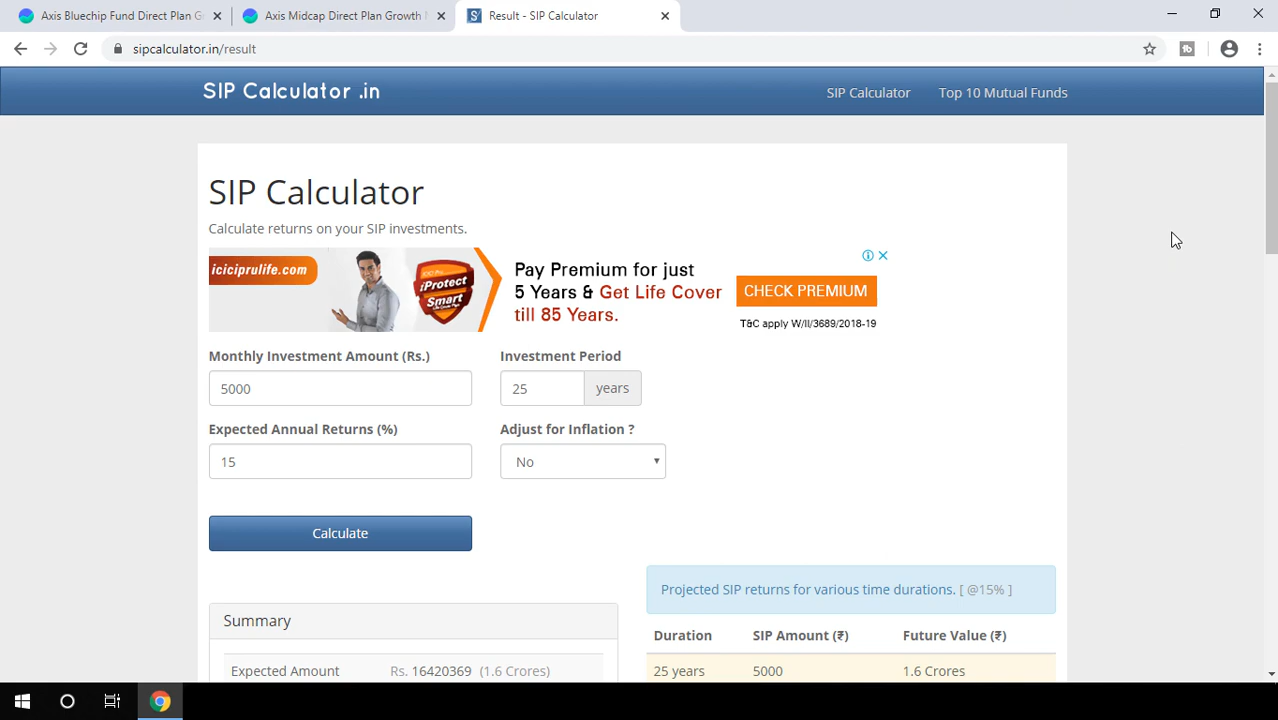 Axis Bluechip Fund Direct Plan G
Axis Midcap Direct Plan Growth
Result - SIP Calculator
sipcalculator.in/result
SIP Calculator .in
SIP Calculator
Top 10 Mutual Funds
SIP Calculator
Calculate returns on your SIP investments.
iciciprulife.com
iProtect
Smart
Pay Premium for just
5 Years & Get Life Cover
till 85 Years.
CHECK PREMIUM
T&C apply W/II/3689/2018-19
Monthly Investment Amount (Rs.)
Investment Period
5000
25
years
Expected Annual Returns (%)
Adjust for Inflation ?
15
No
Calculate
Projected SIP returns for various time durations. [ @15% ]
Summary
Duration
SIP Amount (₹)
Future Value (₹)
Expected Amount
Rs. 16420369 (1.6 Crores)
25 years
5000
1.6 Crores